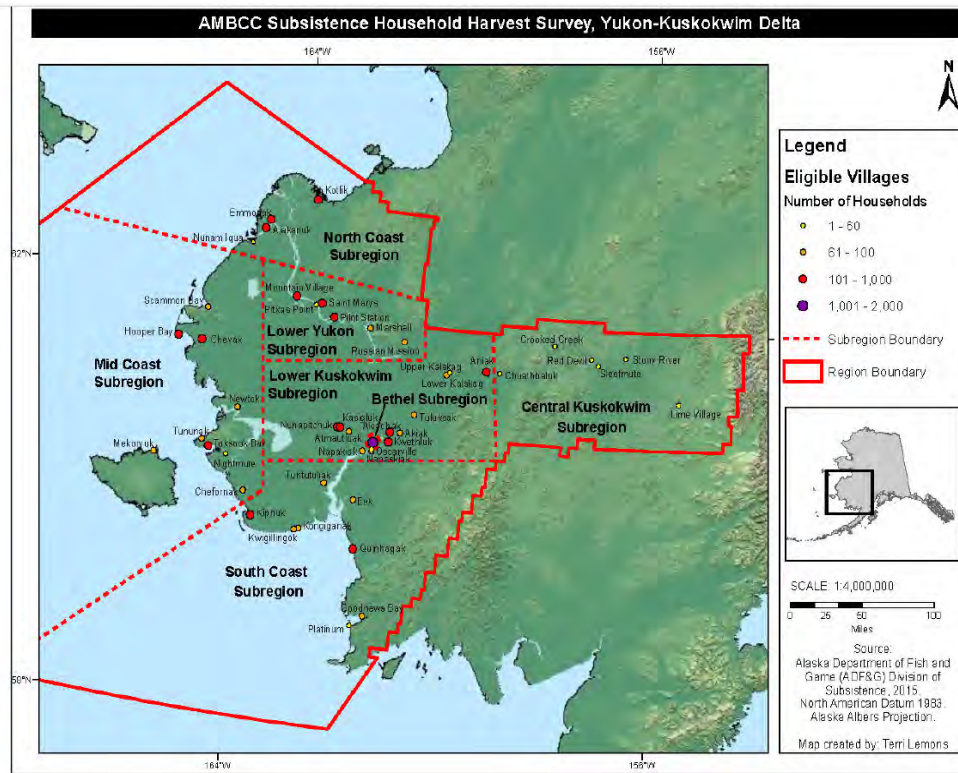 AMBCC Subsistence Household Harvest Survey, Yukon-Kuskokwim Delta
164°W
156°W
N
Kotlik
Emmonak
Alakanuk
Nunam Iqua
North Coast
Subregion
62°N
Mountain Village
Scammon Bay
Pitkas Point
Saint Marys
Pilot Station
Hooper Bay
Chevak
Marshall
Lower Yukon
Subregion
Russian Mission
Mid Coast
Subregion
Crooked Creek
Red Devil
Stony River
Sleetmute
Aniak
Chuathbaluk
Upper Kalskag
Lower Kalskag
Lower Kuskokwim
Subregion
Bethel Subregion
Central Kuskokwim
Subregion
Lime Village
Newtok
Tuluksak
Kasigluk
Nunapitchuk
Akiachak
Akiak
Atmautluak
Kwethluk
Tununak
Toksook Bay
Mekoryuk
Nightmute
Napakiak
Oscarville
Napaskiak
Tuntutuliak
Chefornak
Eek
Kipnuk
Kongiganak
Kwigillingok
Quinhagak
South Coast
Subregion
Goodnews Bay
Platinum
58°N
164°W
156°W
Legend
Eligible Villages
Number of Households
1 - 60
61 - 100
101 - 1,000
1,001 - 2,000
Subregion Boundary
Region Boundary
SCALE: 1:4,000,000
0 25 50 100
Miles
Source:
Alaska Department of Fish and
Game (ADF&G) Division of
Subsistence, 2015.
North American Datum 1983.
Alaska Albers Projection.
Map created by: Terri Lemons